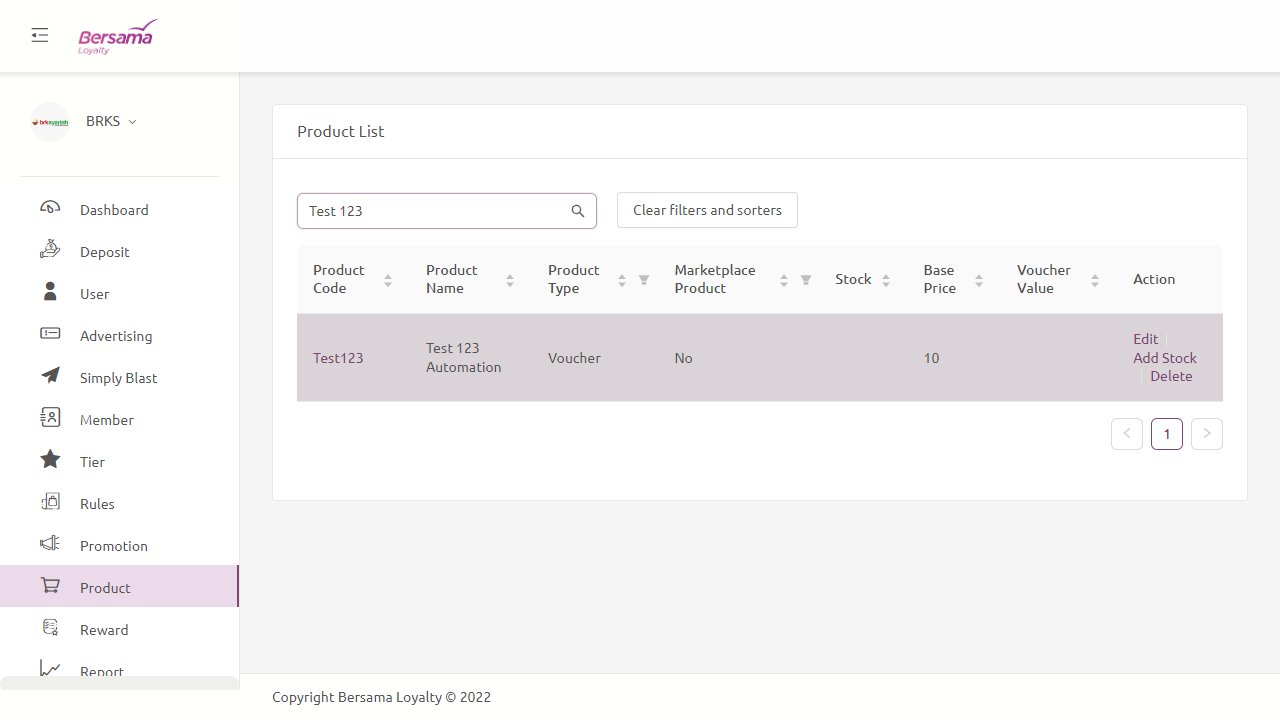 Bersama
Loyalty
brksyariah
BRKS
Dashboard
Deposit
User
Advertising
Simply Blast
Member
Tier
Rules
Promotion
Product
Reward
Report
Product List
Test 123
Clear filters and sorters
Product Code
Product Name
Product Type
Marketplace Product
Stock
Base Price
Voucher Value
Action
Test123
Test 123 Automation
Voucher
No
10
Edit
Add Stock
Delete
1
Copyright Bersama Loyalty © 2022